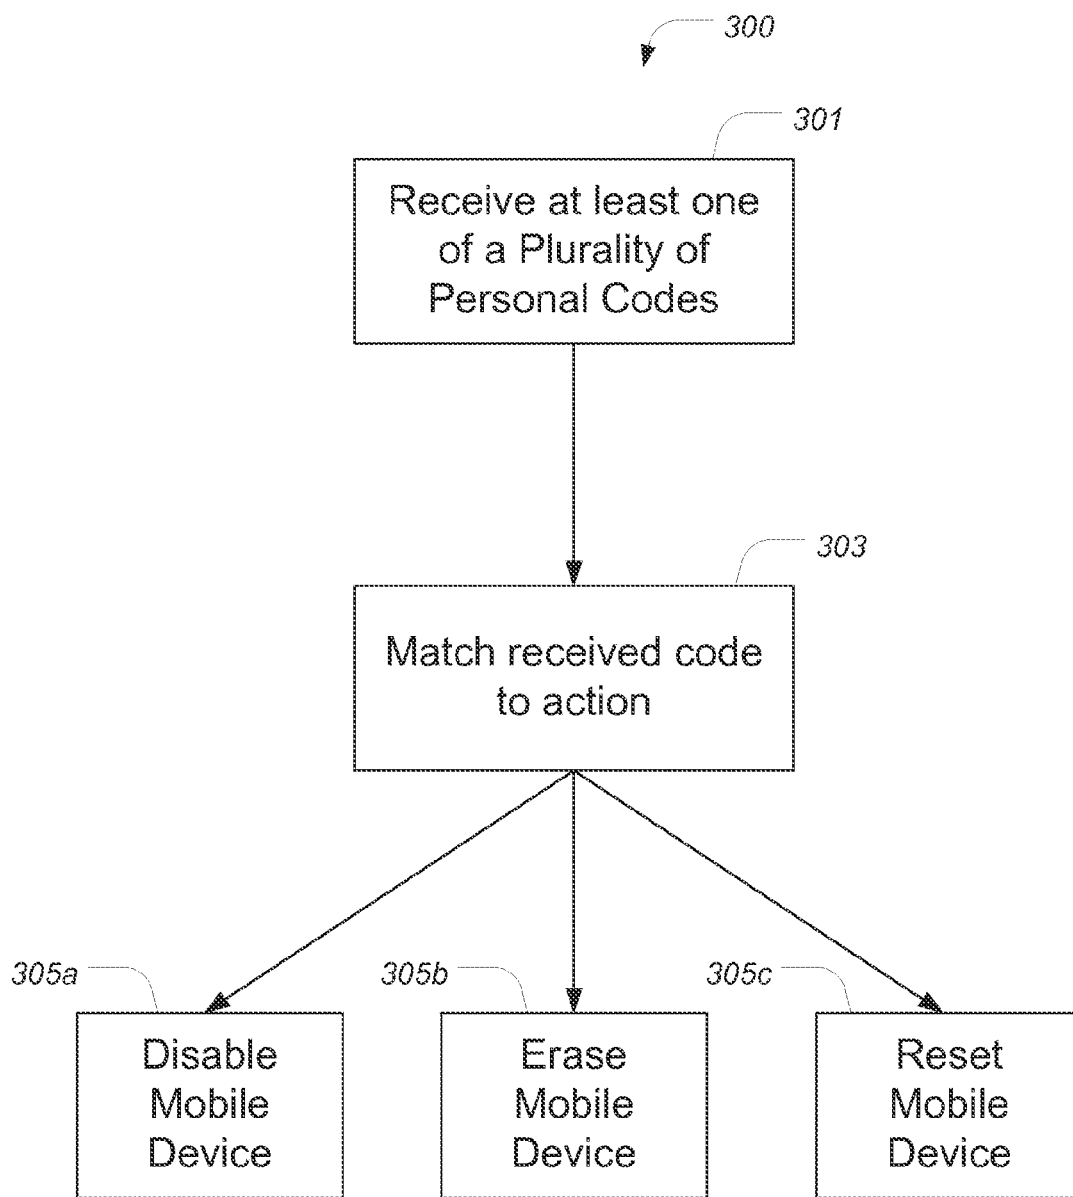 300
301
Receive at least one
of a Plurality of
Personal Codes
303
Match received code
to action
305a
305b
305c
Disable
Mobile
Device
Erase
Mobile
Device
Reset
Mobile
Device